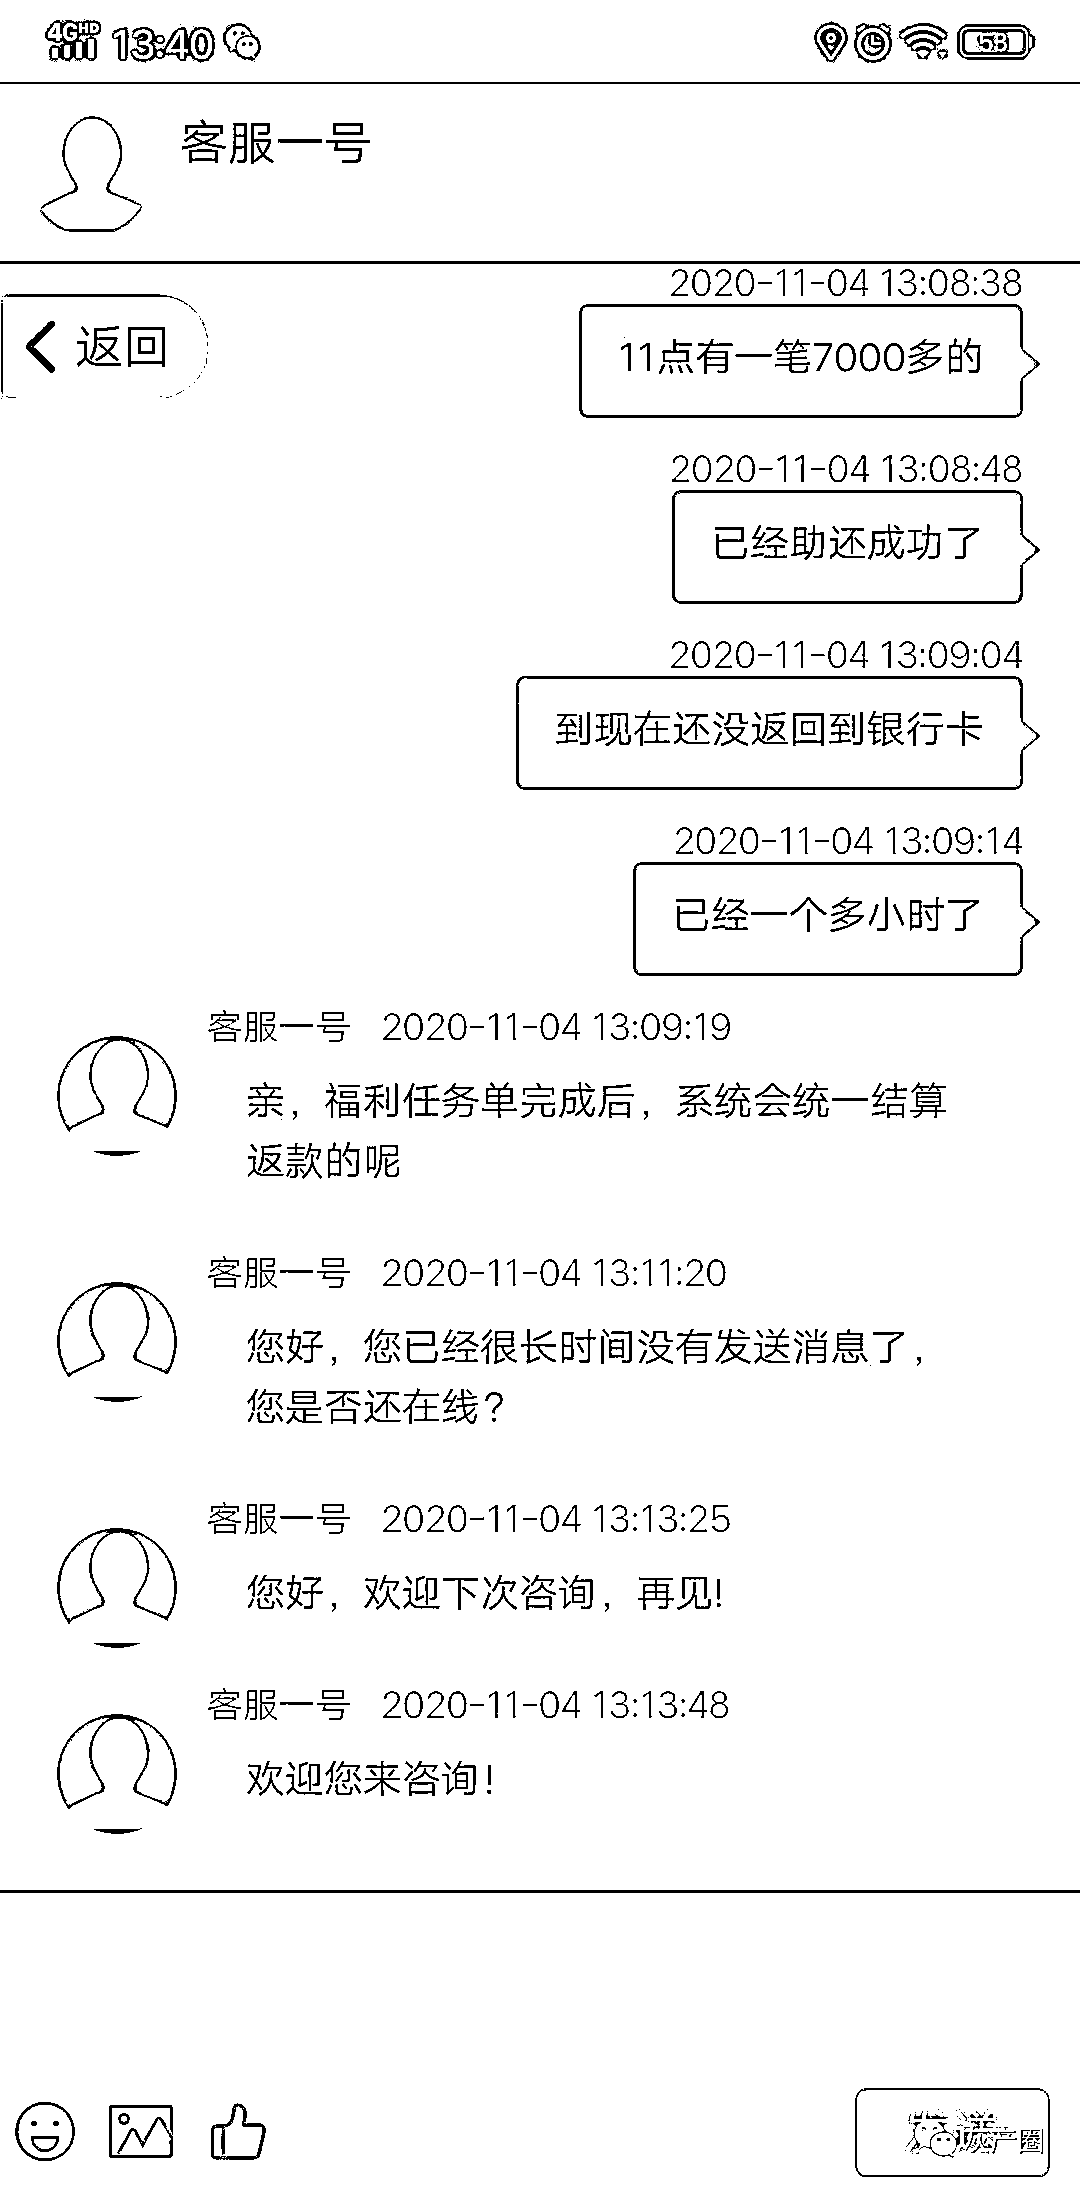 4GHD 13:40 58
客服一号
2020-11-04 13:08:38
返回
11点有一笔7000多的
2020-11-04 13:08:48
已经助还成功了
2020-11-04 13:09:04
到现在还没返回到银行卡
2020-11-04 13:09:14
已经一个多小时了
客服一号 2020-11-04 13:09:19
亲，福利任务单完成后，系统会统一结算
返款的呢
客服一号 2020-11-04 13:11:20
您好，您已经很长时间没有发送消息了，
您是否还在线？
客服一号 2020-11-04 13:13:25
您好，欢迎下次咨询，再见!
客服一号 2020-11-04 13:13:48
欢迎您来咨询！
发送
灰产圈